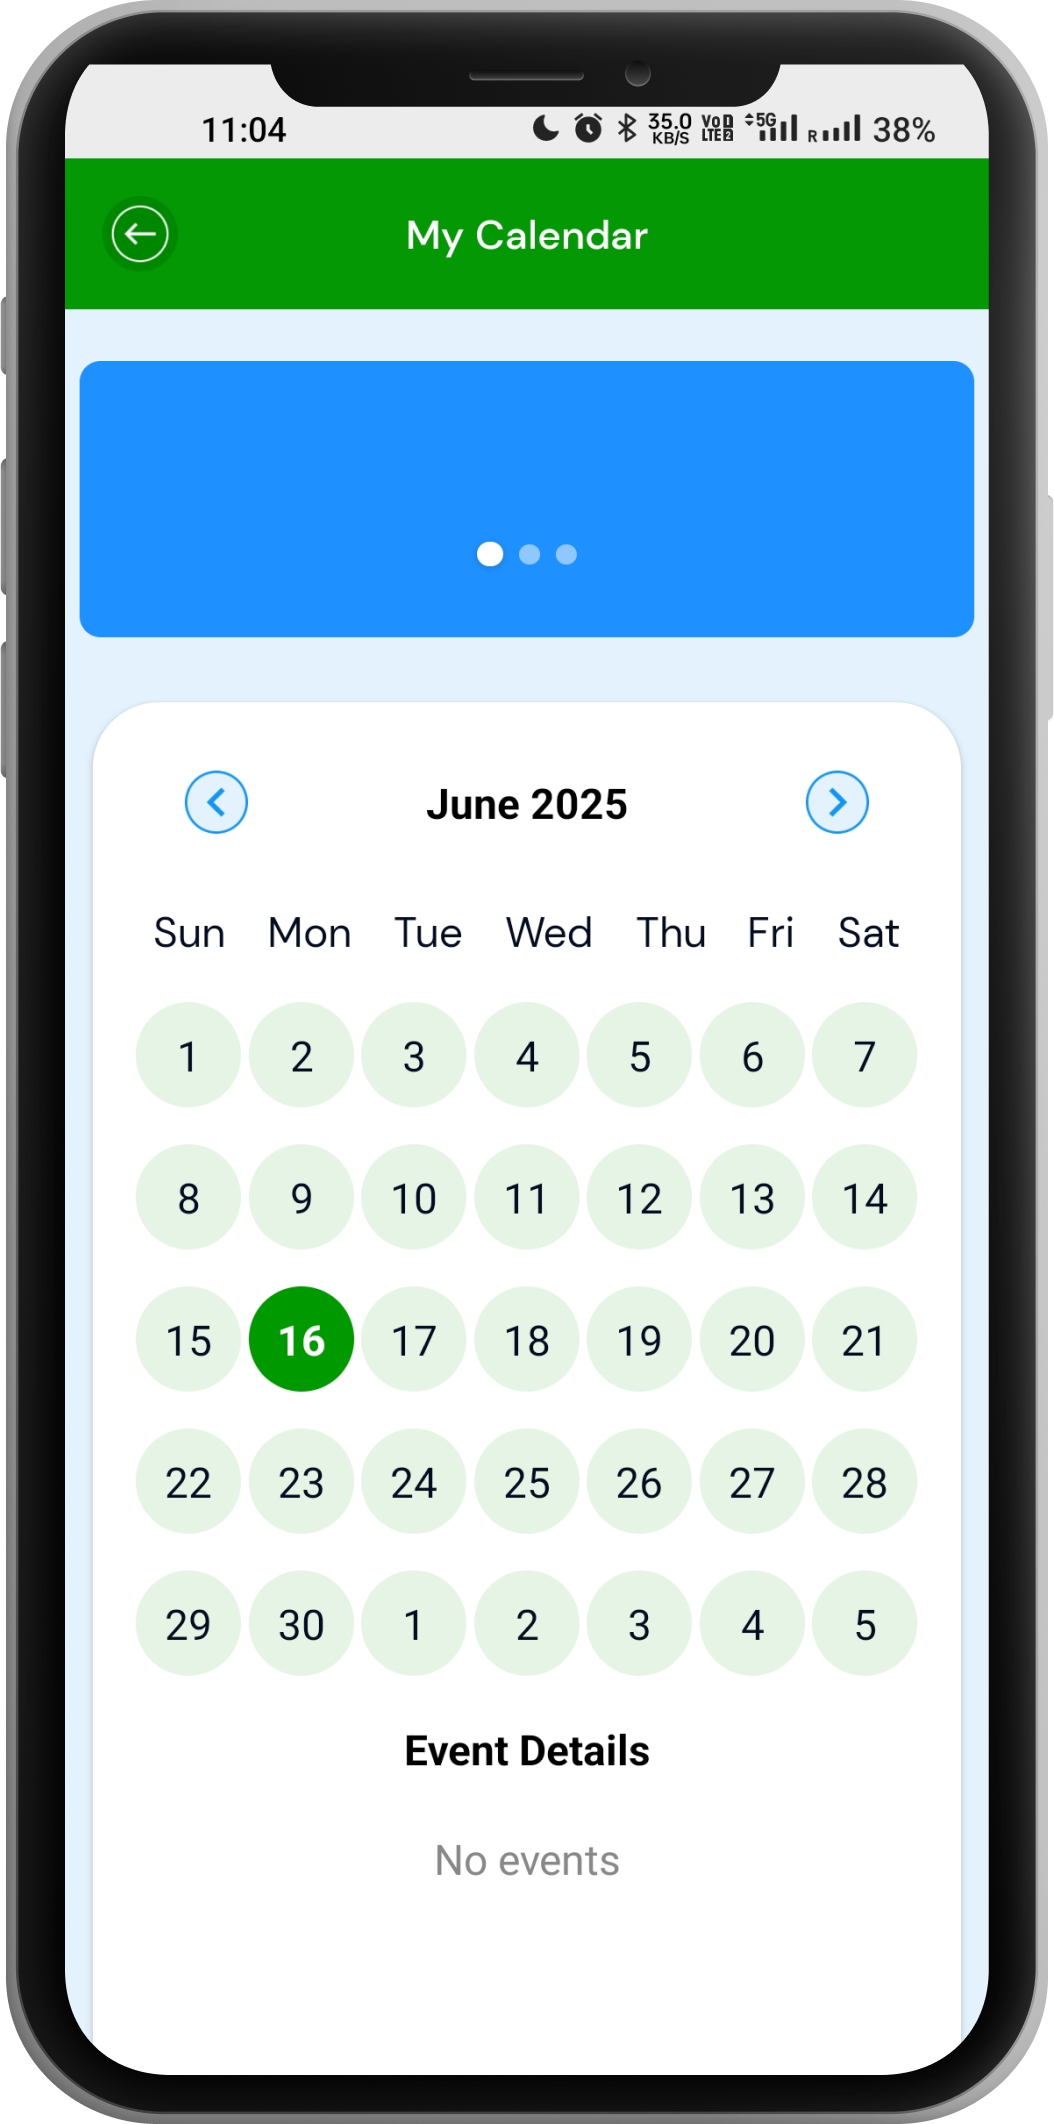 11:04 35.0 KB/S VoD LTE 2 5G R 38%
My Calendar
June 2025
Sun Mon Tue Wed Thu Fri Sat
1 2 3 4 5 6 7
8 9 10 11 12 13 14
15 16 17 18 19 20 21
22 23 24 25 26 27 28
29 30 1 2 3 4 5
Event Details
No events